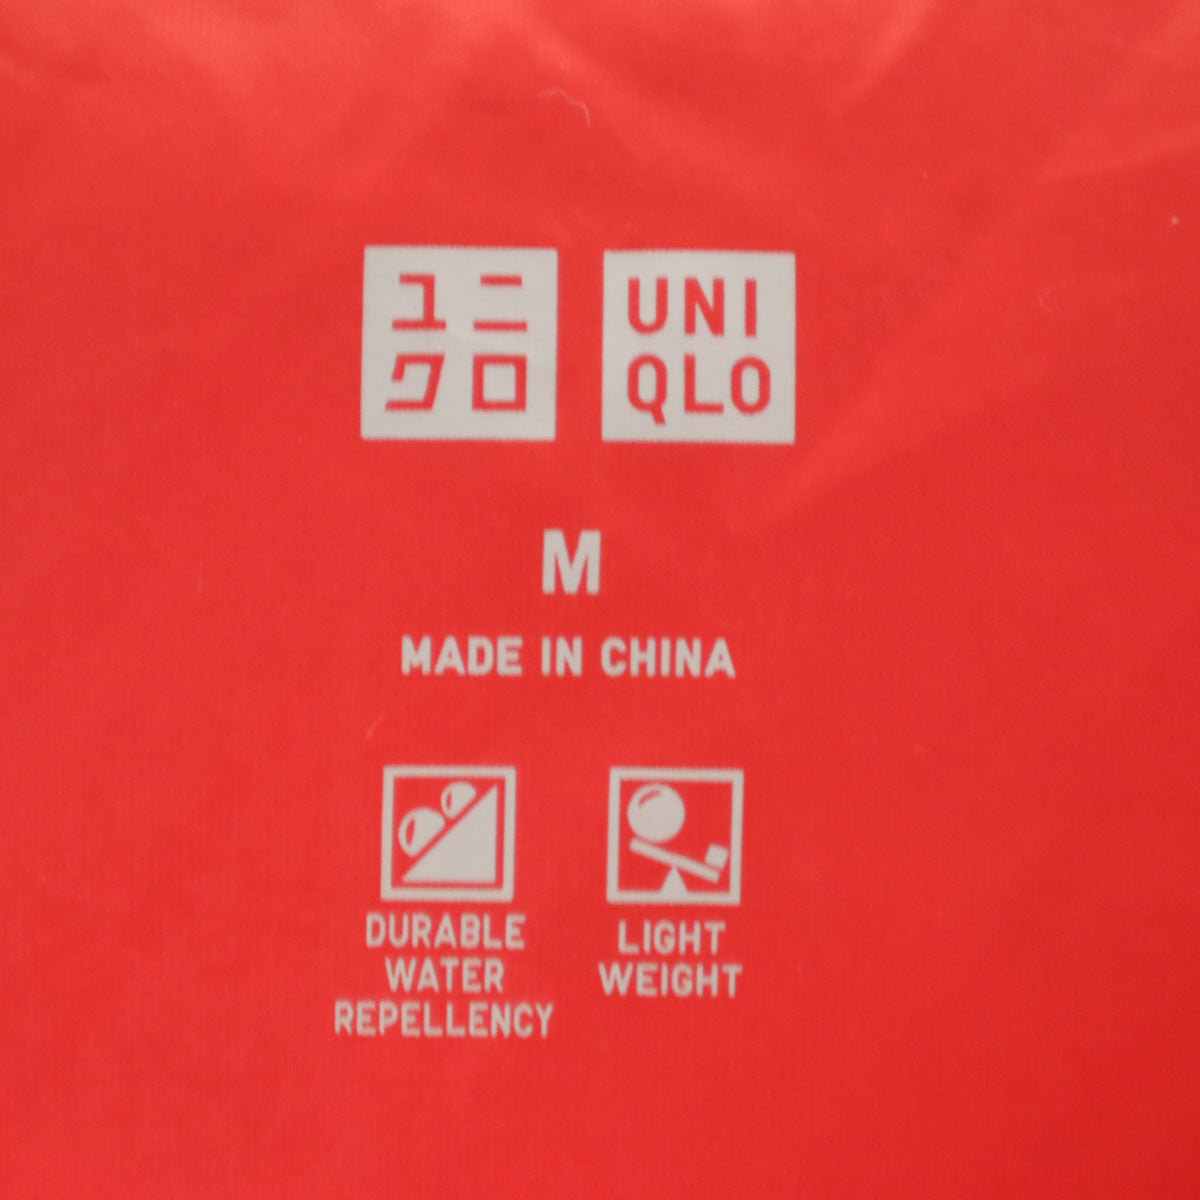 ユニ
クロ
UNI
QLO
M
MADE IN CHINA
DURABLE
WATER
REPELLENCY
LIGHT
WEIGHT